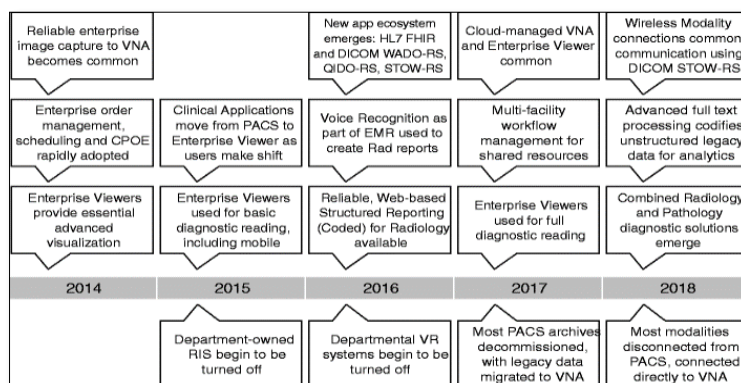 Reliable enterprise
image capture to VNA
becomes common
New app ecosystem
emerges: HL7 FHIR
and DICOM WADO-RS,
QIDO-RS, STOW-RS
Cloud-managed VNA
and Enterprise Viewer
common
Wireless Modality
connections common
communication using
DICOM STOW-RS
Enterprise order
management,
scheduling and CPOE
rapidly adopted
Clinical Applications
move from PACS to
Enterprise Viewer as
users make shift
Voice Recognition as
part of EMR used to
create Rad reports
Multi-facility
workflow
management for
shared resources
Advanced full text
processing codifies
unstructured legacy
data for analytics
Enterprise Viewers
provide essential
advanced
visualization
Enterprise Viewers
used for basic
diagnostic reading,
including mobile
Reliable, Web-based
Structured Reporting
(Coded) for Radiology
available
Enterprise Viewers
used for full
diagnostic reading
Combined Radiology
and Pathology
diagnostic solutions
emerge
2014
2015
2016
2017
2018
Department-owned
RIS begin to be
turned off
Departmental VR
systems begin to be
turned off
Most PACS archives
decommissioned,
with legacy data
migrated to VNA
Most modalities
disconnected from
PACS, connected
directly to VNA